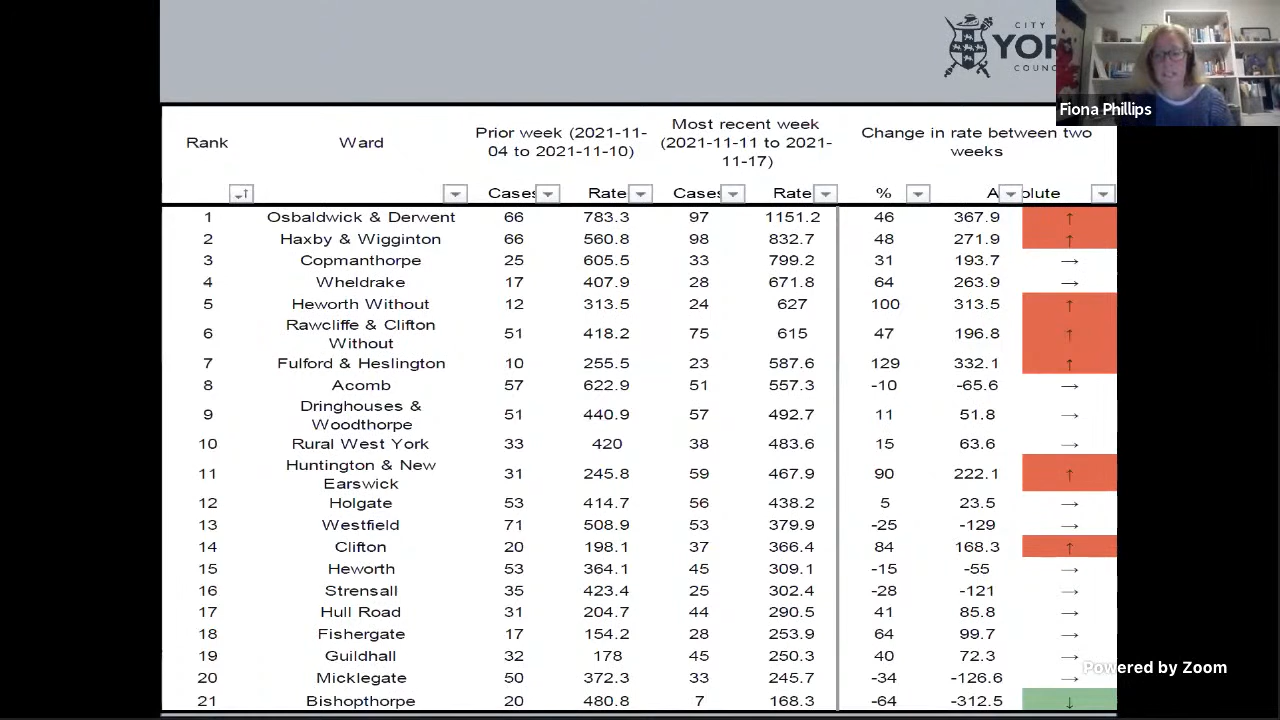 CITY
YOR
COUNC
Fiona Phillips
Rank Ward Prior week (2021-11-
04 to 2021-11-10) Most recent week
(2021-11-11 to 2021-
11-17) Change in rate between two
weeks
Cases Rate Cases Rate % A olute
1 Osbaldwick & Derwent 66 783.3 97 1151.2 46 367.9 ↑
2 Haxby & Wigginton 66 560.8 98 832.7 48 271.9 ↑
3 Copmanthorpe 25 605.5 33 799.2 31 193.7 →
4 Wheldrake 17 407.9 28 671.8 64 263.9 →
5 Heworth Without 12 313.5 24 627 100 313.5 ↑
6 Rawcliffe & Clifton
Without 51 418.2 75 615 47 196.8 ↑
7 Fulford & Heslington 10 255.5 23 587.6 129 332.1 ↑
8 Acomb 57 622.9 51 557.3 -10 -65.6 →
9 Dringhouses &
Woodthorpe 51 440.9 57 492.7 11 51.8 →
10 Rural West York 33 420 38 483.6 15 63.6 →
11 Huntington & New
Earswick 31 245.8 59 467.9 90 222.1 ↑
12 Holgate 53 414.7 56 438.2 5 23.5 →
13 Westfield 71 508.9 53 379.9 -25 -129 →
14 Clifton 20 198.1 37 366.4 84 168.3 ↑
15 Heworth 53 364.1 45 309.1 -15 -55 →
16 Strensall 35 423.4 25 302.4 -28 -121 →
17 Hull Road 31 204.7 44 290.5 41 85.8 →
18 Fishergate 17 154.2 28 253.9 64 99.7 →
19 Guildhall 32 178 45 250.3 40 72.3 →
20 Micklegate 50 372.3 33 245.7 -34 -126.6 →
21 Bishopthorpe 20 480.8 7 168.3 -64 -312.5 ↓
Powered by Zoom